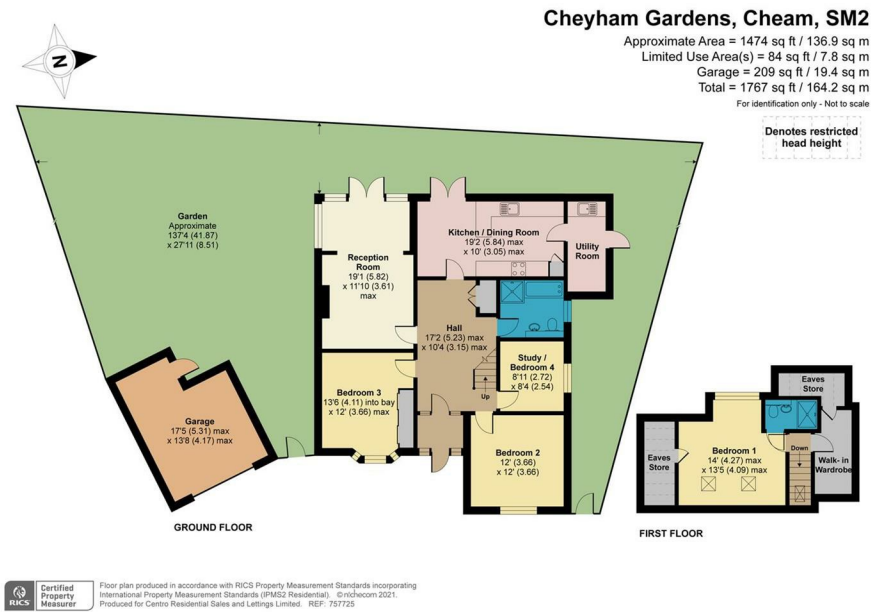 Cheyham Gardens, Cheam, SM2
Approximate Area = 1474 sq ft / 136.9 sq m
Limited Use Area(s) = 84 sq ft / 7.8 sq m
Garage = 209 sq ft / 19.4 sq m
Total = 1767 sq ft / 164.2 sq m
For identification only - Not to scale
Denotes restricted
head height
N
Garden
Approximate
137'4 (41.87)
x 27'11 (8.51)
Reception
Room
19'1 (5.82)
x 11'10 (3.61)
max
Kitchen / Dining Room
19'2 (5.84) max
x 10' (3.05) max
Utility
Room
Hall
17'2 (5.23) max
x 10'4 (3.15) max
Study /
Bedroom 4
8'11 (2.72)
x 8'4 (2.54)
Up
Bedroom 3
13'6 (4.11) into bay
x 12' (3.66) max
Bedroom 2
12' (3.66)
x 12' (3.66)
Garage
17'5 (5.31) max
x 13'8 (4.17) max
GROUND FLOOR
Eaves
Store
Eaves
Store
Bedroom 1
14' (4.27) max
x 13'5 (4.09) max
Down
Walk- in
Wardrobe
FIRST FLOOR
RICS
Certified
Property
Measurer
Floor plan produced in accordance with RICS Property Measurement Standards incorporating
International Property Measurement Standards (IPMS2 Residential). © nichecom 2021.
Produced for Centro Residential Sales and Lettings Limited. REF: 757725